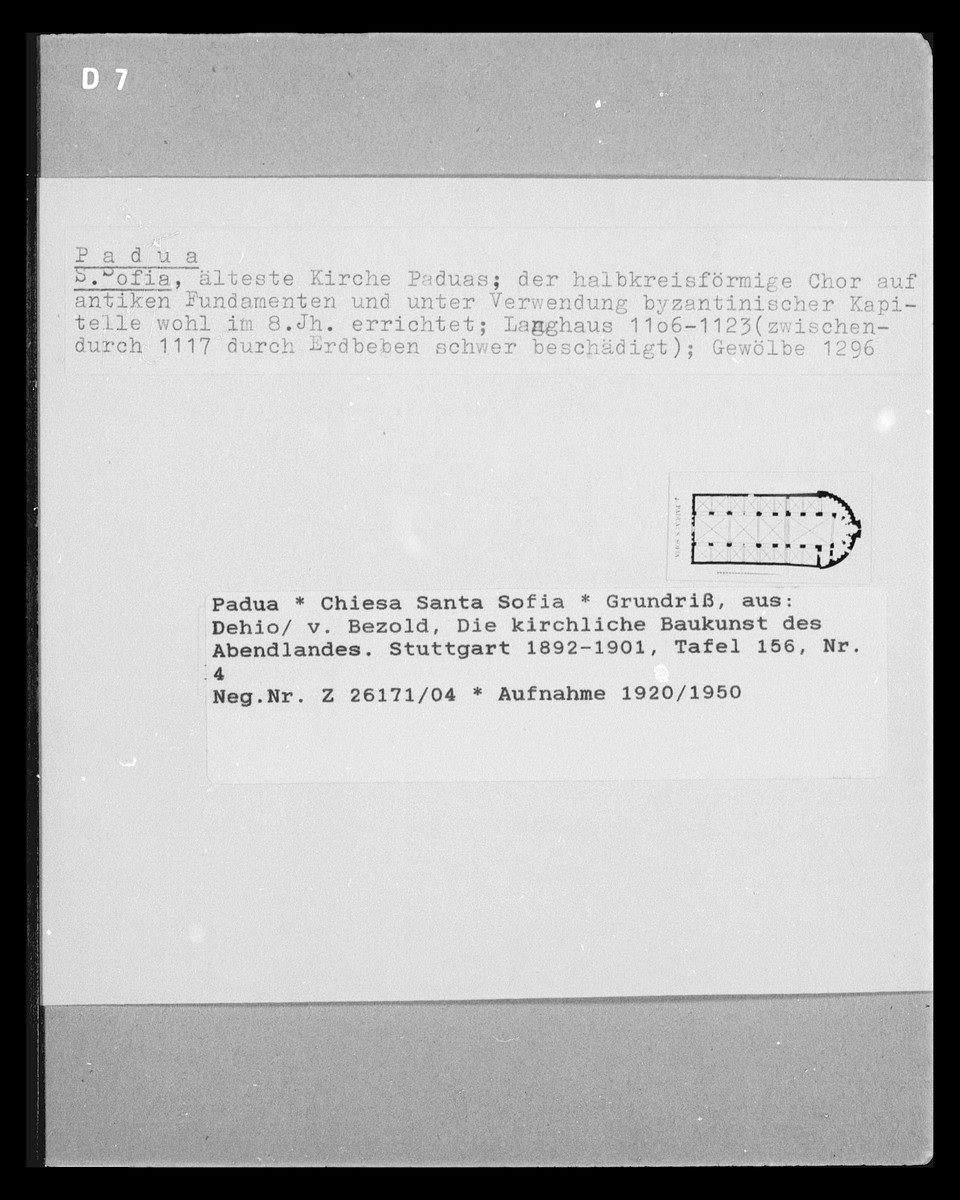 D 7
P a d u a
S.Sofia, älteste Kirche Paduas; der halbkreisförmige Chor auf
antiken Fundamenten und unter Verwendung byzantinischer Kapi-
telle wohl im 8.Jh. errichtet; Langhaus 11o6-1123(zwischen-
durch 1117 durch Erdbeben schwer beschädigt); Gewölbe 1296
Padua * Chiesa Santa Sofia * Grundriß, aus:
Dehio/ v. Bezold, Die kirchliche Baukunst des
Abendlandes. Stuttgart 1892-1901, Tafel 156, Nr.
4
Neg.Nr. Z 26171/04 * Aufnahme 1920/1950